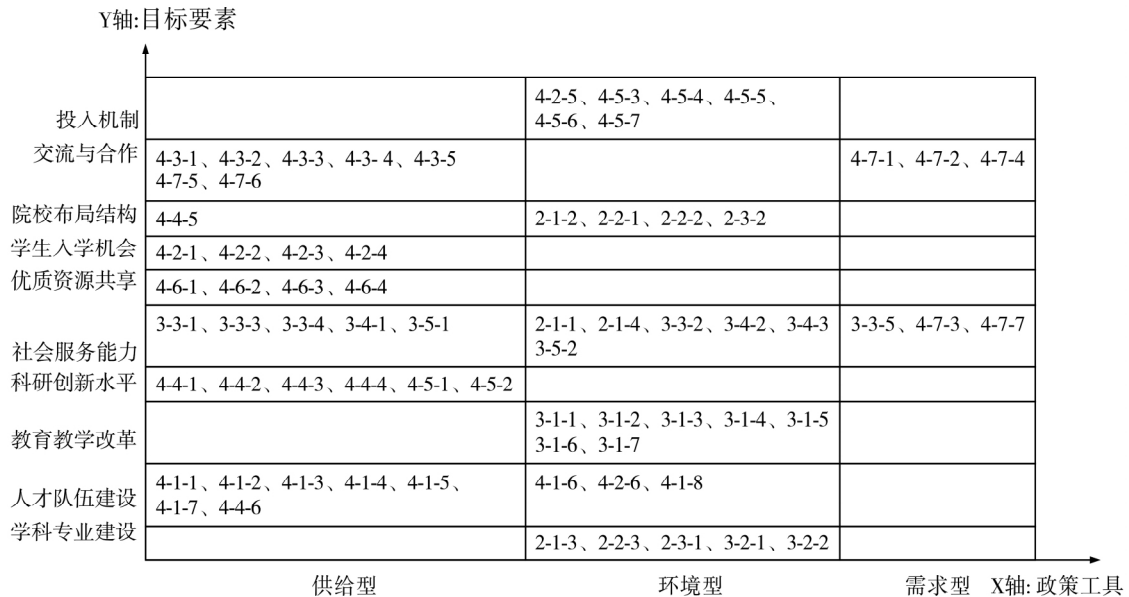 Y轴:目标要素
4-2-5、4-5-3、4-5-4、4-5-5、
投入机制
4-5-6、4-5-7
交流与合作
4-3-1、4-3-2、4-3-3、4-3- 4、4-3-5
4-7-5、4-7-6
4-7-1、4-7-2、4-7-4
院校布局结构
4-4-5
2-1-2、2-2-1、2-2-2、2-3-2
学生入学机会
4-2-1、4-2-2、4-2-3、4-2-4
优质资源共享
4-6-1、4-6-2、4-6-3、4-6-4
社会服务能力
3-3-1、3-3-3、3-3-4、3-4-1、3-5-1
2-1-1、2-1-4、3-3-2、3-4-2、3-4-3
3-5-2
3-3-5、4-7-3、4-7-7
科研创新水平
4-4-1、4-4-2、4-4-3、4-4-4、4-5-1、4-5-2
教育教学改革
3-1-1、3-1-2、3-1-3、3-1-4、3-1-5
3-1-6、3-1-7
人才队伍建设
4-1-1、4-1-2、4-1-3、4-1-4、4-1-5、
4-1-7、4-4-6
4-1-6、4-2-6、4-1-8
学科专业建设
2-1-3、2-2-3、2-3-1、3-2-1、3-2-2
供给型
环境型
需求型
X轴: 政策工具